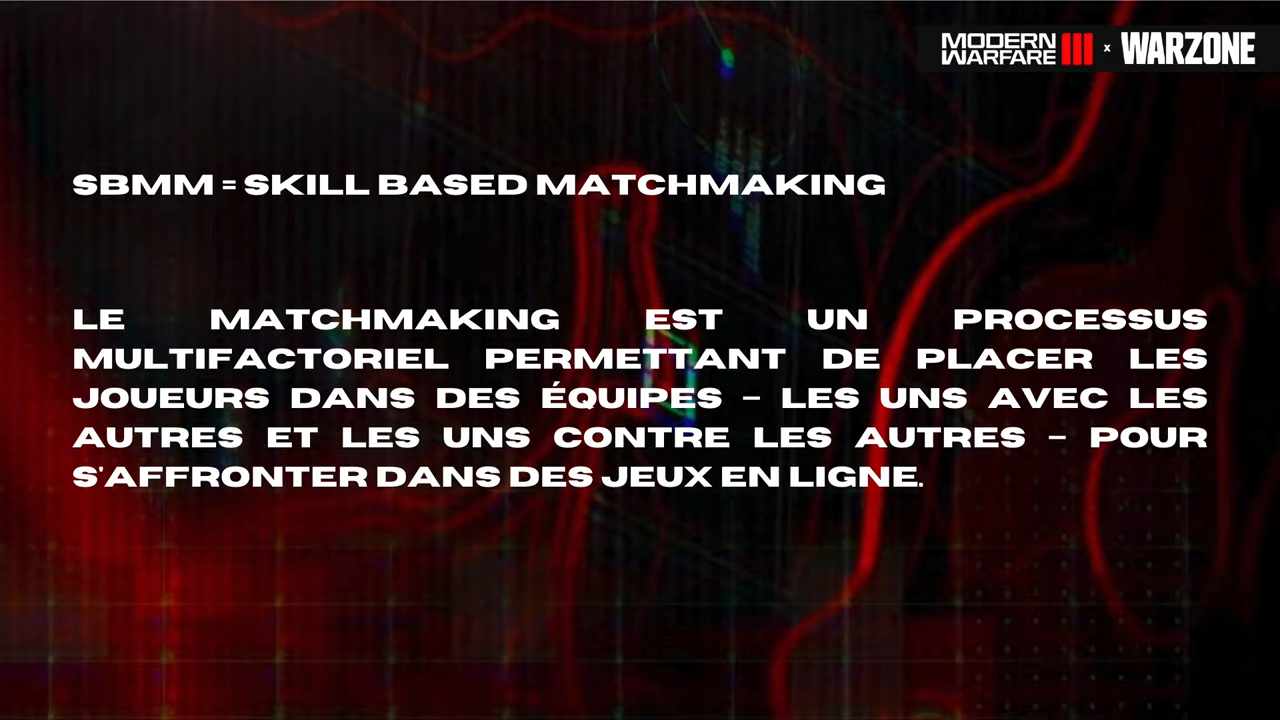 MODERN WARFARE III x WARZONE
SBMM = SKILL BASED MATCHMAKING
LE MATCHMAKING EST UN PROCESSUS
MULTIFACTORIEL PERMETTANT DE PLACER LES
JOUEURS DANS DES ÉQUIPES – LES UNS AVEC LES
AUTRES ET LES UNS CONTRE LES AUTRES – POUR
S'AFFRONTER DANS DES JEUX EN LIGNE.